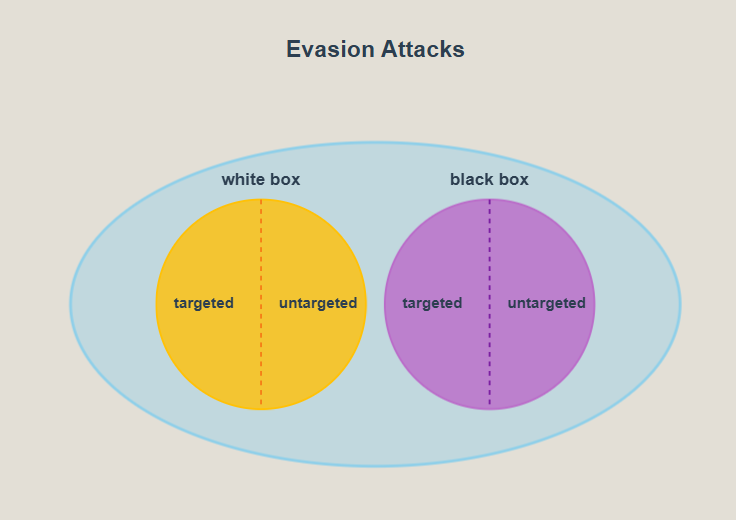 Evasion Attacks
white box
black box
targeted
untargeted
targeted
untargeted